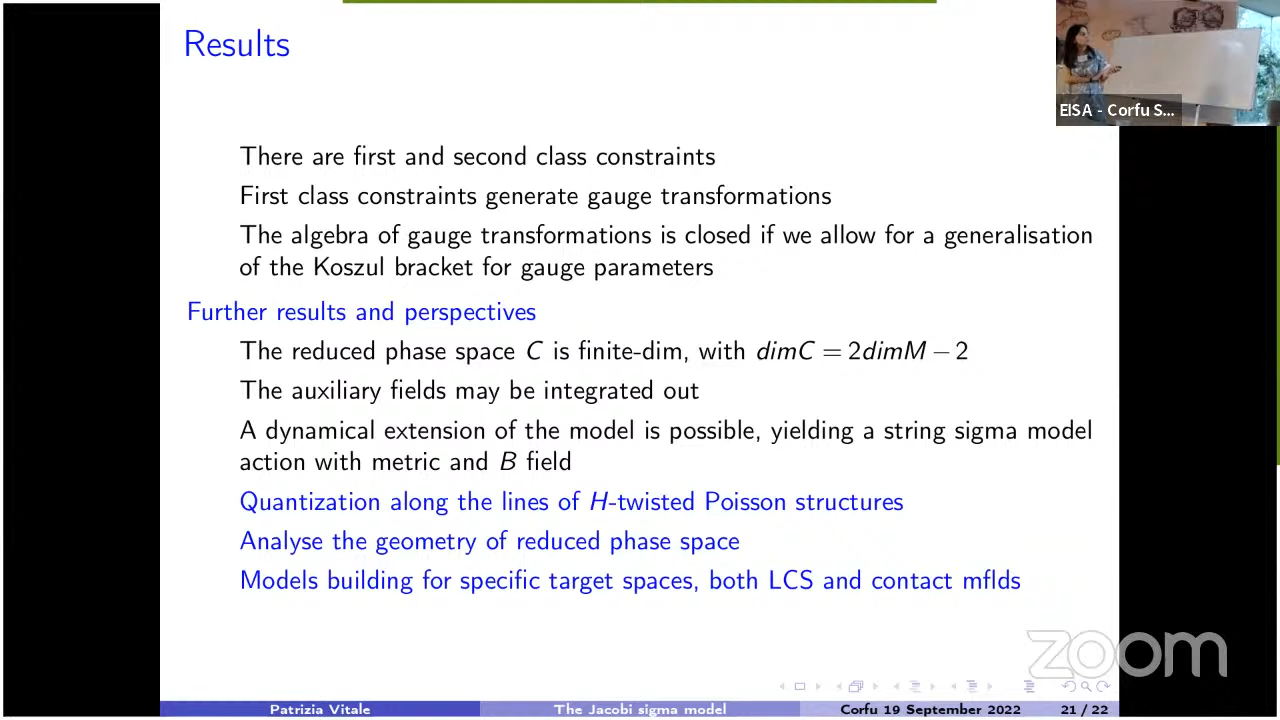 Results
EISA - Corfu S...
There are first and second class constraints
First class constraints generate gauge transformations
The algebra of gauge transformations is closed if we allow for a generalisation
of the Koszul bracket for gauge parameters
Further results and perspectives
The reduced phase space C is finite-dim, with dimC = 2dimM − 2
The auxiliary fields may be integrated out
A dynamical extension of the model is possible, yielding a string sigma model
action with metric and B field
Quantization along the lines of H-twisted Poisson structures
Analyse the geometry of reduced phase space
Models building for specific target spaces, both LCS and contact mflds
zoom
Patrizia Vitale The Jacobi sigma model Corfu 19 September 2022 21 / 22